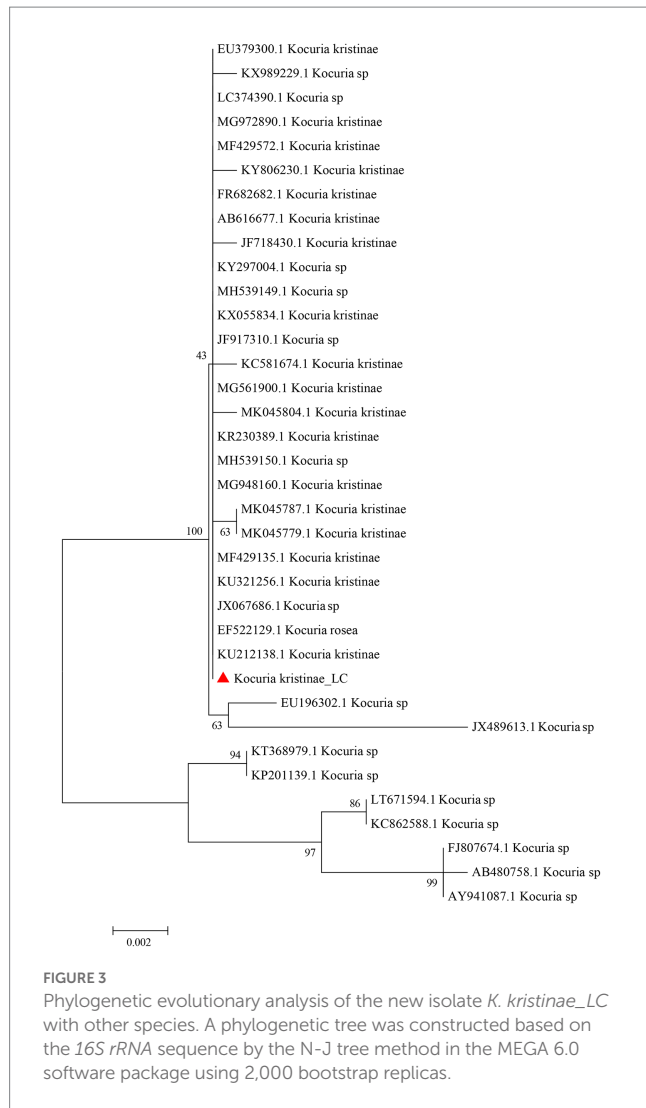 EU379300.1 Kocuria kristinae
KX989229.1 Kocuria sp
LC374390.1 Kocuria sp
MG972890.1 Kocuria kristinae
MF429572.1 Kocuria kristinae
KY806230.1 Kocuria kristinae
FR682682.1 Kocuria kristinae
AB616677.1 Kocuria kristinae
JF718430.1 Kocuria kristinae
KY297004.1 Kocuria sp
MH539149.1 Kocuria sp
KX055834.1 Kocuria kristinae
JF917310.1 Kocuria sp
43
KC581674.1 Kocuria kristinae
MG561900.1 Kocuria kristinae
MK045804.1 Kocuria kristinae
KR230389.1 Kocuria kristinae
MH539150.1 Kocuria sp
MG948160.1 Kocuria kristinae
MK045787.1 Kocuria kristinae
100
63
MK045779.1 Kocuria kristinae
MF429135.1 Kocuria kristinae
KU321256.1 Kocuria kristinae
JX067686.1 Kocuria sp
EF522129.1 Kocuria rosea
KU212138.1 Kocuria kristinae
Kocuria kristinae_LC
EU196302.1 Kocuria sp
63
JX489613.1 Kocuria sp
94
KT368979.1 Kocuria sp
KP201139.1 Kocuria sp
86
LT671594.1 Kocuria sp
KC862588.1 Kocuria sp
97
FJ807674.1 Kocuria sp
AB480758.1 Kocuria sp
99
AY941087.1 Kocuria sp
0.002
FIGURE 3
Phylogenetic evolutionary analysis of the new isolate K. kristinae_LC
with other species. A phylogenetic tree was constructed based on
the 16S rRNA sequence by the N-J tree method in the MEGA 6.0
software package using 2,000 bootstrap replicas.